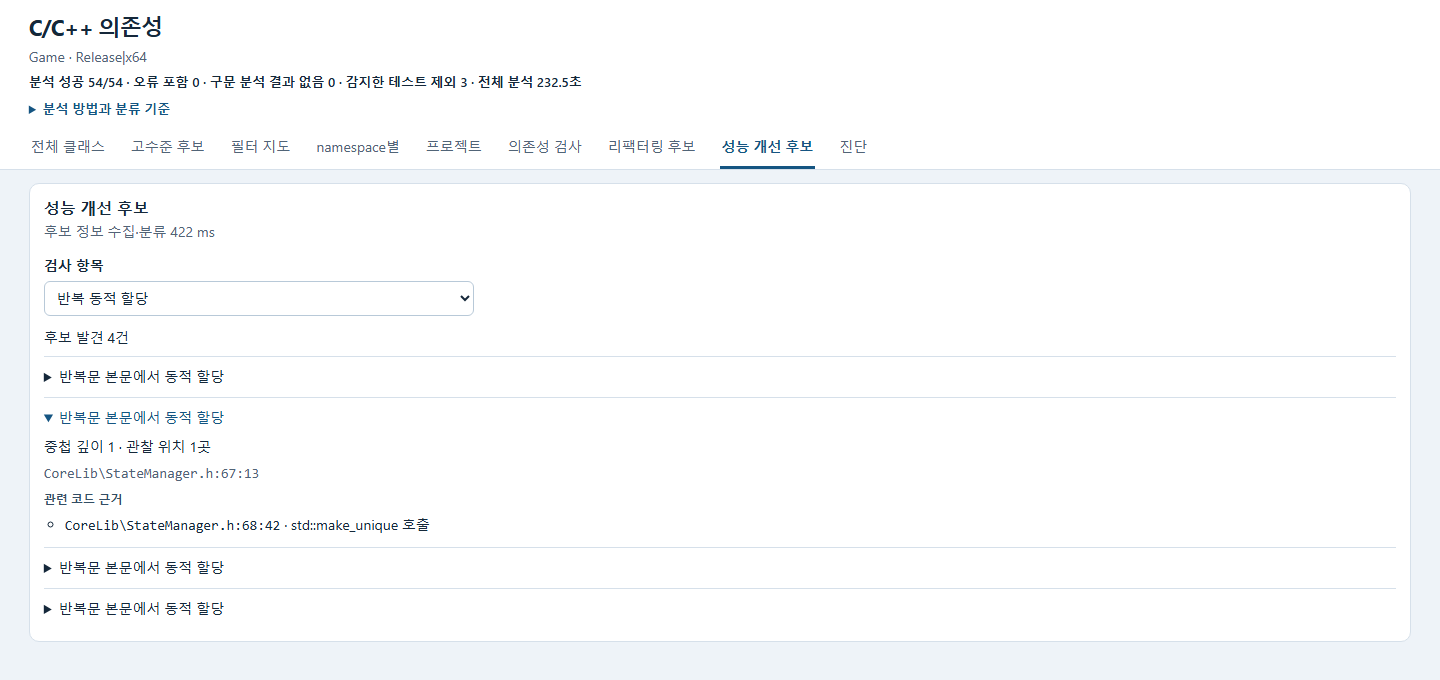 C/C++ 의존성
Game · Release|x64
분석 성공 54/54 · 오류 포함 0 · 구문 분석 결과 없음 0 · 감지한 테스트 제외 3 · 전체 분석 232.5초
▶ 분석 방법과 분류 기준
전체 클래스 고수준 후보 필터 지도 namespace별 프로젝트 의존성 검사 리팩터링 후보 성능 개선 후보 진단
성능 개선 후보
후보 정보 수집·분류 422 ms
검사 항목
반복 동적 할당
후보 발견 4건
▶ 반복문 본문에서 동적 할당
▼ 반복문 본문에서 동적 할당
중첩 깊이 1 · 관찰 위치 1곳
CoreLib\StateManager.h:67:13
관련 코드 근거
CoreLib\StateManager.h:68:42 · std::make_unique 호출
▶ 반복문 본문에서 동적 할당
▶ 반복문 본문에서 동적 할당